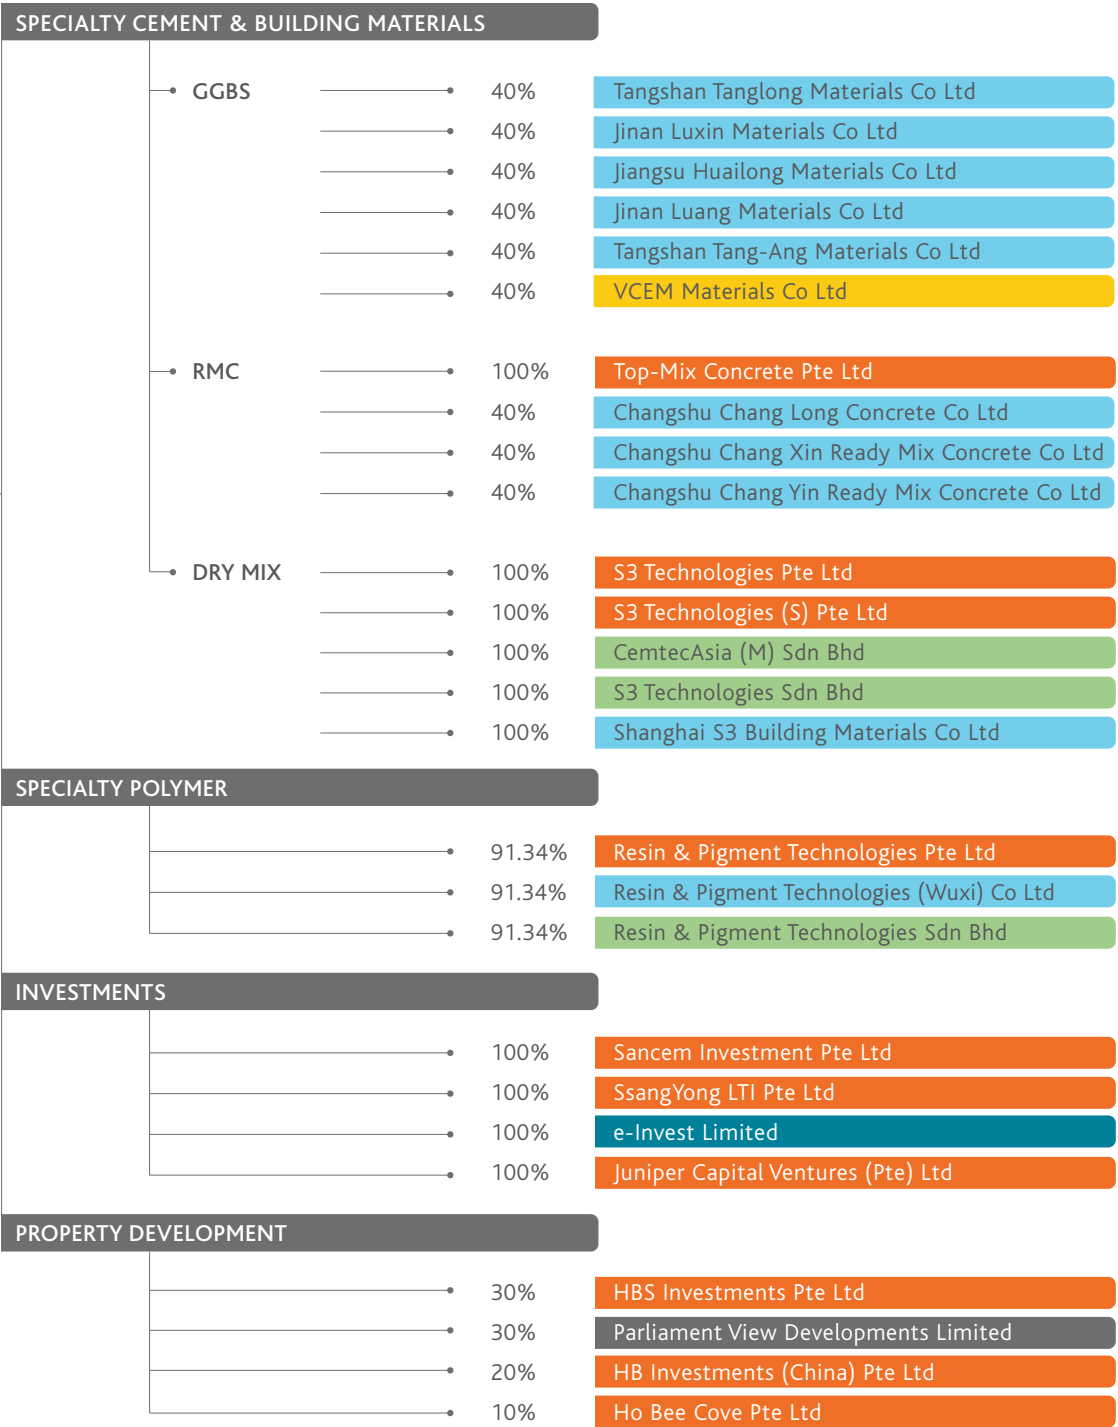 SPECIALTY CEMENT & BUILDING MATERIALS
GGBS 40% Tangshan Tanglong Materials Co Ltd
40% Jinan Luxin Materials Co Ltd
40% Jiangsu Huailong Materials Co Ltd
40% Jinan Luang Materials Co Ltd
40% Tangshan Tang-Ang Materials Co Ltd
40% VCEM Materials Co Ltd
RMC 100% Top-Mix Concrete Pte Ltd
40% Changshu Chang Long Concrete Co Ltd
40% Changshu Chang Xin Ready Mix Concrete Co Ltd
40% Changshu Chang Yin Ready Mix Concrete Co Ltd
DRY MIX 100% S3 Technologies Pte Ltd
100% S3 Technologies (S) Pte Ltd
100% CemtecAsia (M) Sdn Bhd
100% S3 Technologies Sdn Bhd
100% Shanghai S3 Building Materials Co Ltd
SPECIALTY POLYMER
91.34% Resin & Pigment Technologies Pte Ltd
91.34% Resin & Pigment Technologies (Wuxi) Co Ltd
91.34% Resin & Pigment Technologies Sdn Bhd
INVESTMENTS
100% Sancem Investment Pte Ltd
100% SsangYong LTI Pte Ltd
100% e-Invest Limited
100% Juniper Capital Ventures (Pte) Ltd
PROPERTY DEVELOPMENT
30% HBS Investments Pte Ltd
30% Parliament View Developments Limited
20% HB Investments (China) Pte Ltd
10% Ho Bee Cove Pte Ltd